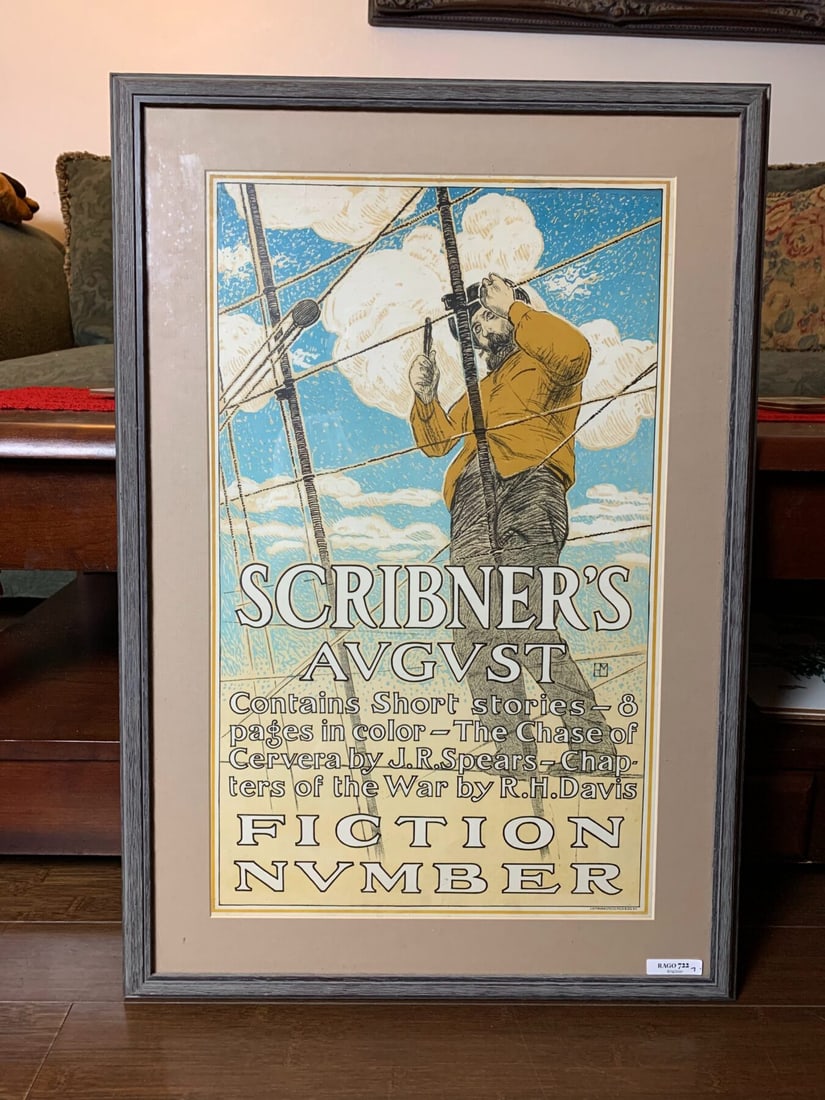 SCRIBNER'S
AVGVST
Contains Short stories – 8
pages in color – The Chase of
Cervera by J.R.Spears – Chap-
ters of the War by R.H.Davis
FICTION
NVMBER
RAGO 722